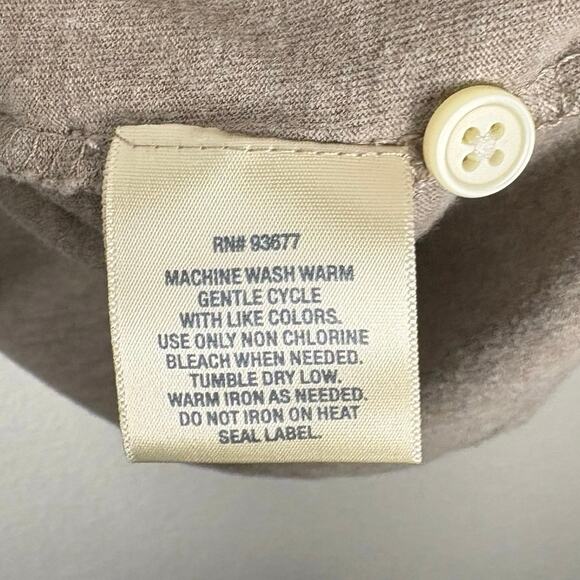 RN# 93677
MACHINE WASH WARM
GENTLE CYCLE
WITH LIKE COLORS.
USE ONLY NON CHLORINE
BLEACH WHEN NEEDED.
TUMBLE DRY LOW.
WARM IRON AS NEEDED.
DO NOT IRON ON HEAT
SEAL LABEL.